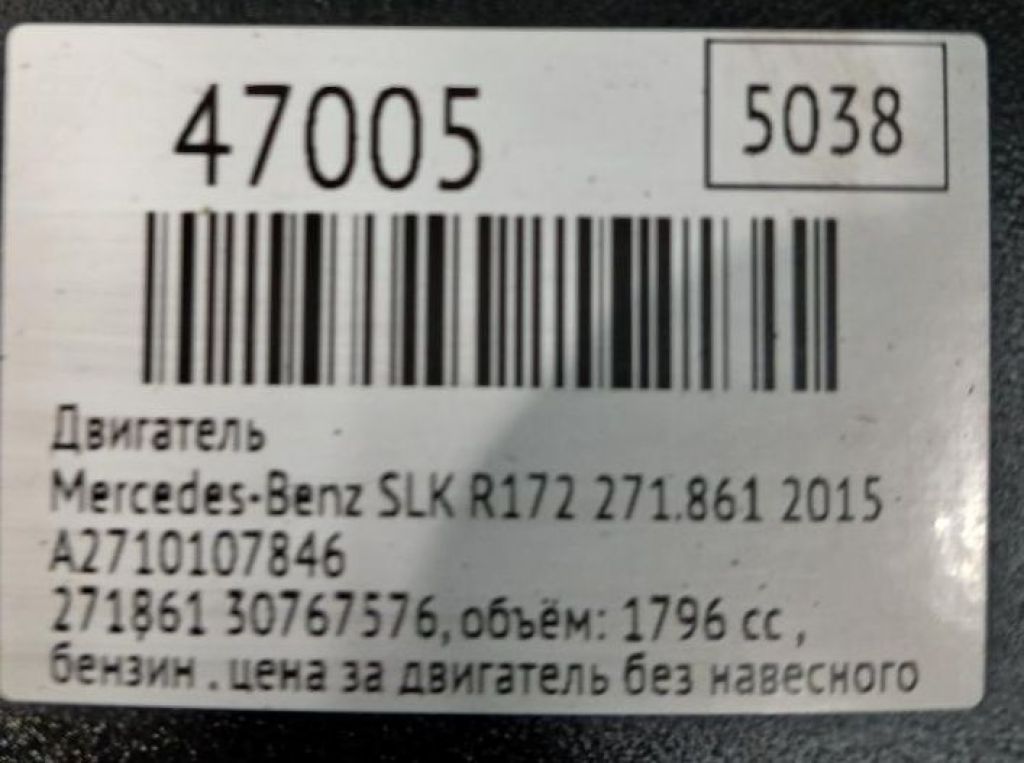 47005
5038
Двигатель
Mercedes-Benz SLK R172 271.861 2015
A2710107846
271861 30767576, объём: 1796 cc ,
бензин . цена за двигатель без навесного